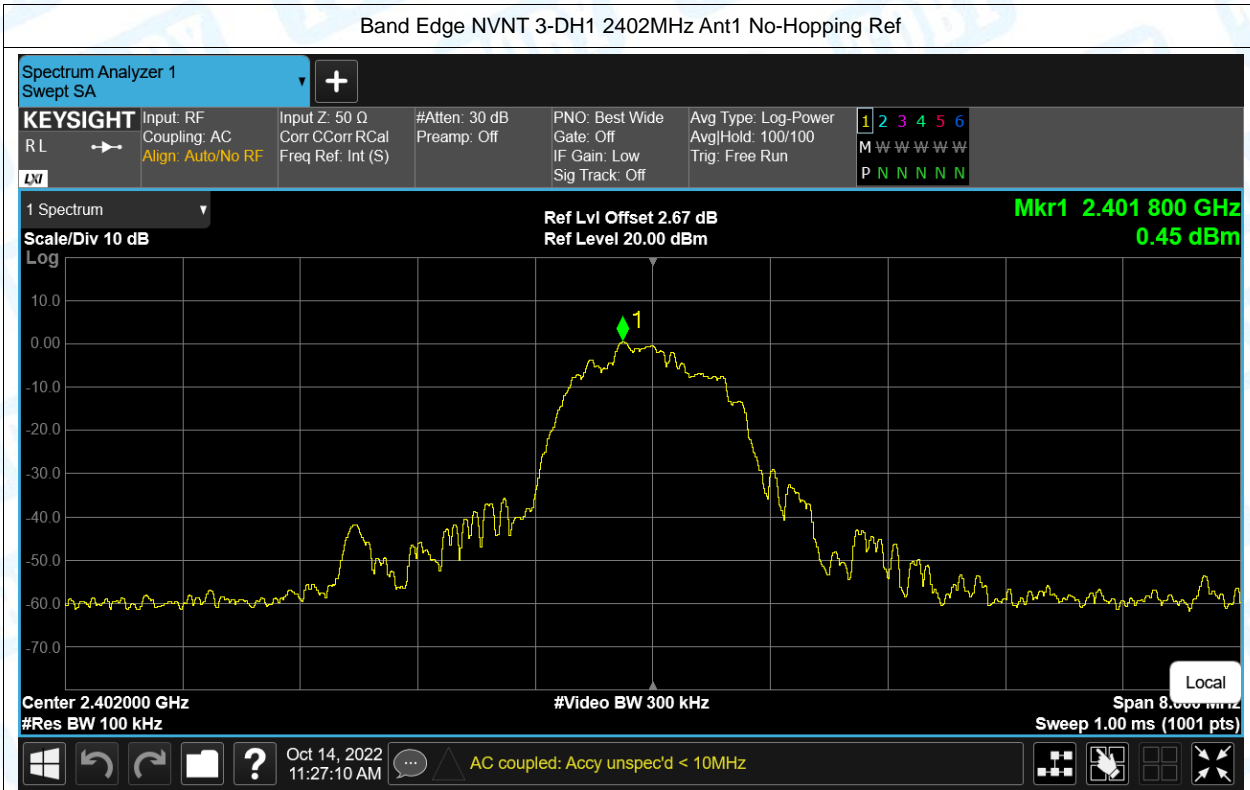 Band Edge NVNT 3-DH1 2402MHz Ant1 No-Hopping Ref
Spectrum Analyzer 1
Swept SA
KEYSIGHT
R L
LXI
Input: RF
Coupling: AC
Align: Auto/No RF
Input Z: 50 Ω
Corr CCorr RCal
Freq Ref: Int (S)
#Atten: 30 dB
Preamp: Off
PNO: Best Wide
Gate: Off
IF Gain: Low
Sig Track: Off
Avg Type: Log-Power
Avg|Hold: 100/100
Trig: Free Run
1 2 3 4 5 6
M W W W W W
P N N N N N
1 Spectrum
Scale/Div 10 dB
Log
Ref Lvl Offset 2.67 dB
Ref Level 20.00 dBm
Mkr1 2.401 800 GHz
0.45 dBm
10.0
0.00
-10.0
-20.0
-30.0
-40.0
-50.0
-60.0
-70.0
1
Center 2.402000 GHz
#Res BW 100 kHz
#Video BW 300 kHz
Local
Span 8.000 MHz
Sweep 1.00 ms (1001 pts)
?
Oct 14, 2022
11:27:10 AM
AC coupled: Accy unspec'd < 10MHz